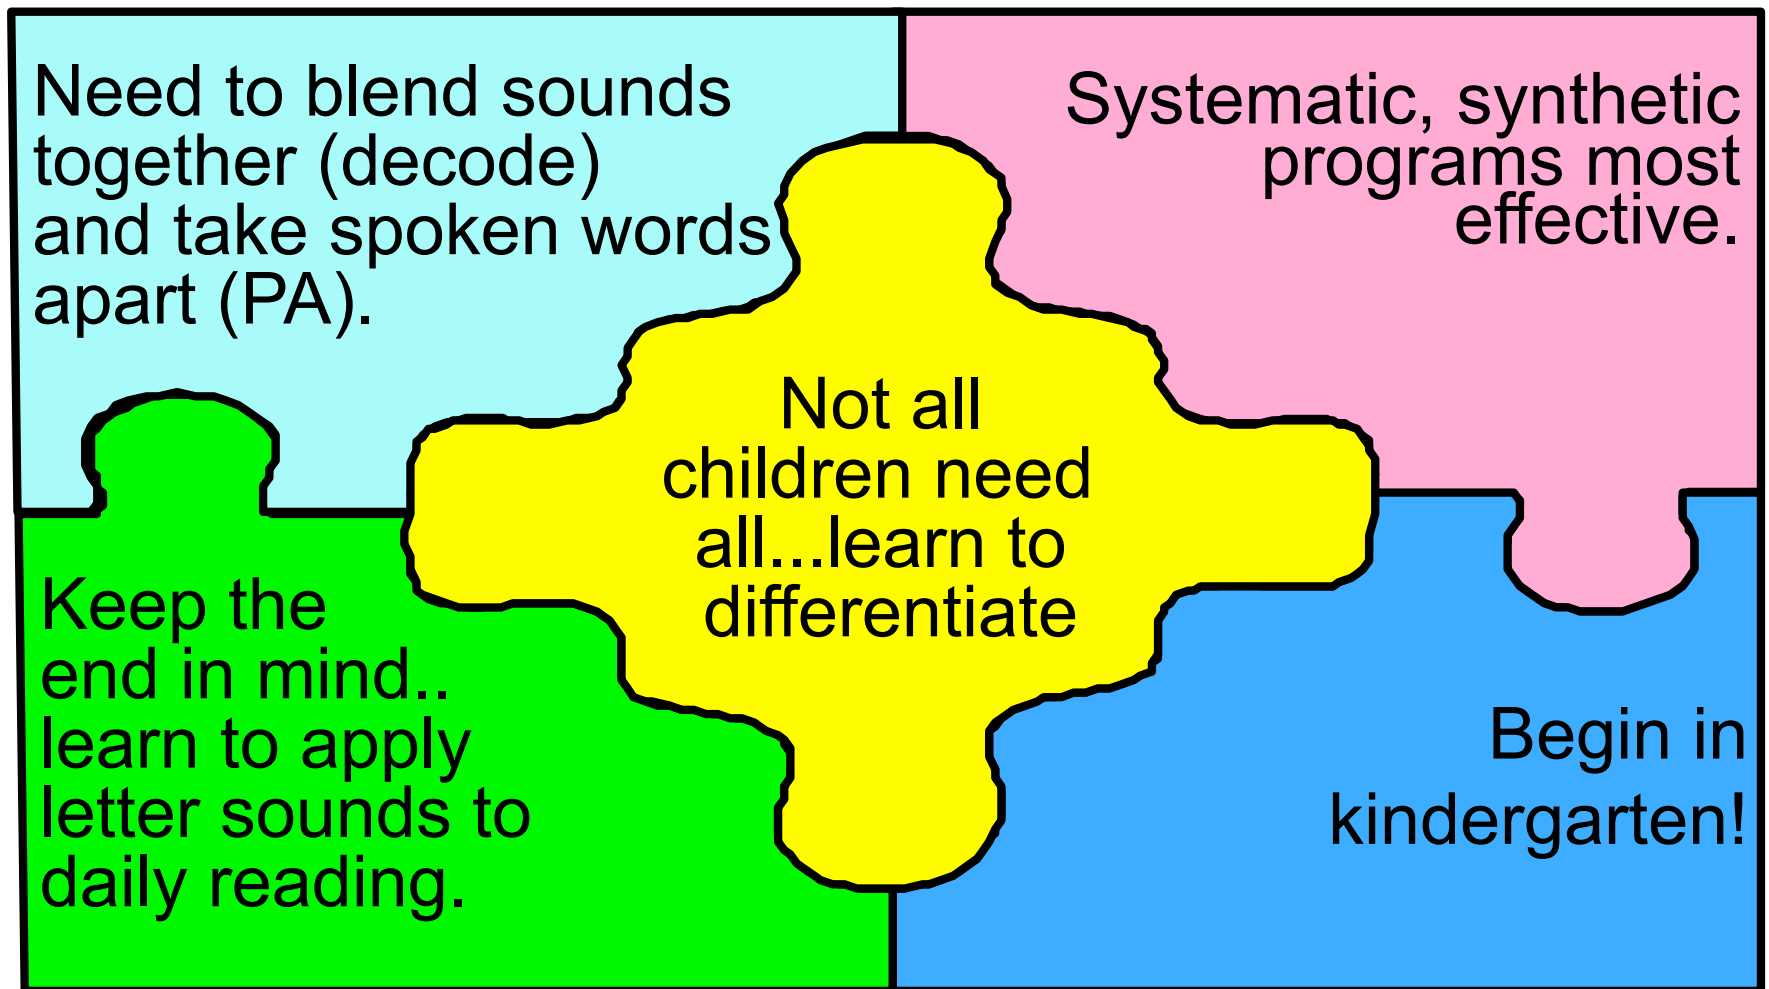 Need to blend sounds
together (decode)
and take spoken words
apart (PA).
Systematic, synthetic
programs most
effective.
Not all
children need
all...learn to
differentiate
Keep the
end in mind..
learn to apply
letter sounds to
daily reading.
Begin in
kindergarten!